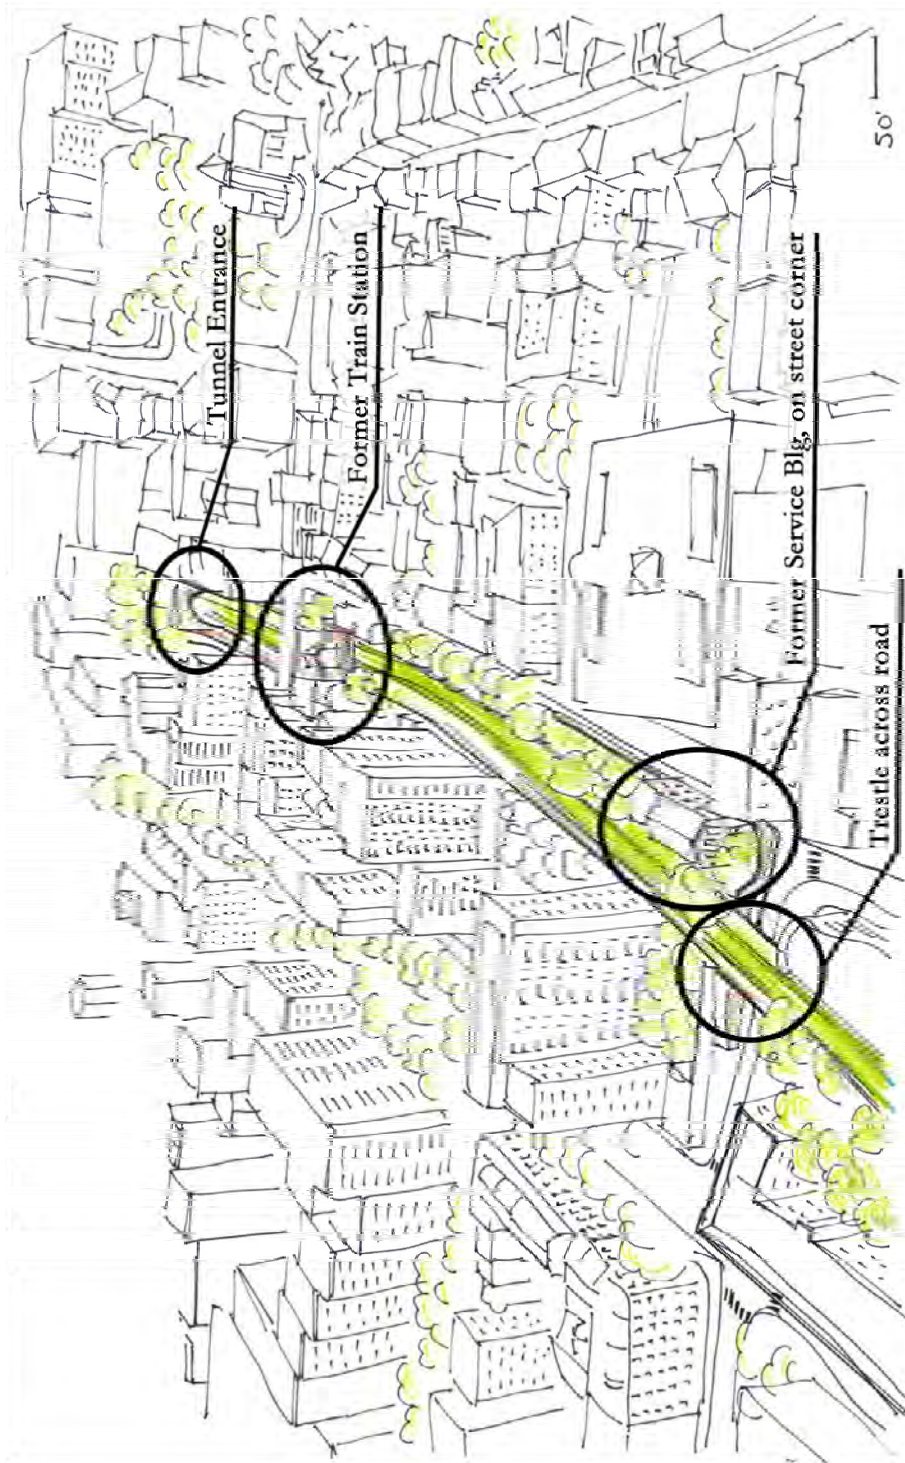 Tunnel Entrance
Former Train Station
Former Service Blg, on street corner
Trestle across road
50'